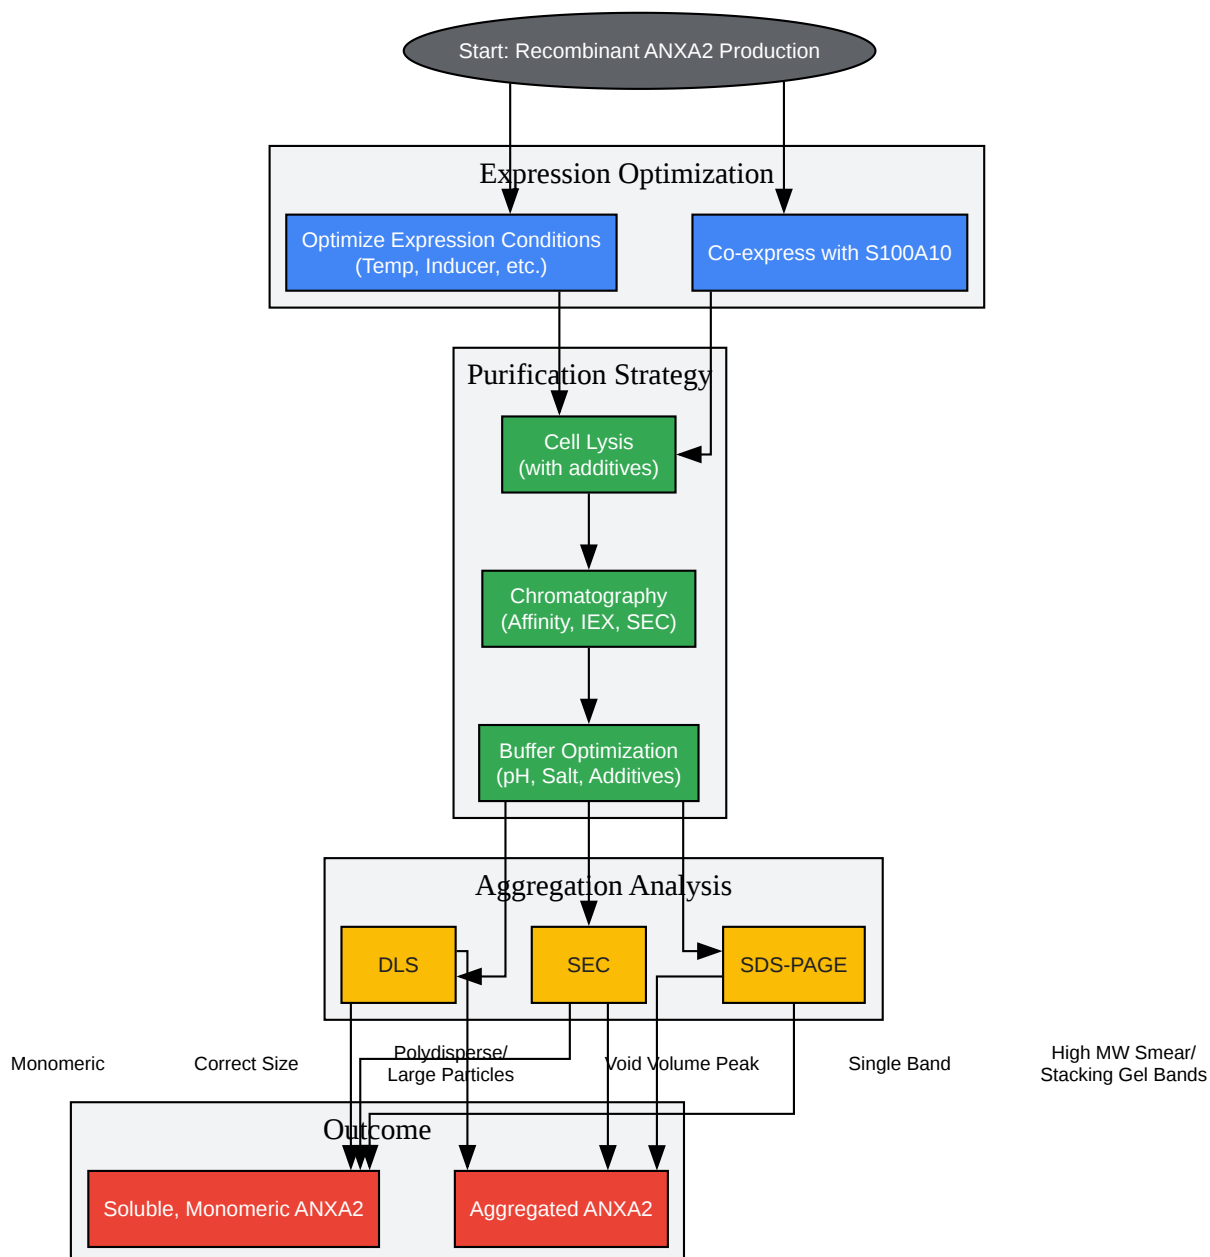 Start: Recombinant ANXA2 Production
Expression Optimization
Optimize Expression Conditions
(Temp, Inducer, etc.)
Co-express with S100A10
Purification Strategy
Cell Lysis
(with additives)
Chromatography
(Affinity, IEX, SEC)
Buffer Optimization
(pH, Salt, Additives)
Aggregation Analysis
DLS
SEC
SDS-PAGE
Monomeric
Correct Size
Polydisperse/
Large Particles
Void Volume Peak
Single Band
High MW Smear/
Stacking Gel Bands
Outcome
Soluble, Monomeric ANXA2
Aggregated ANXA2